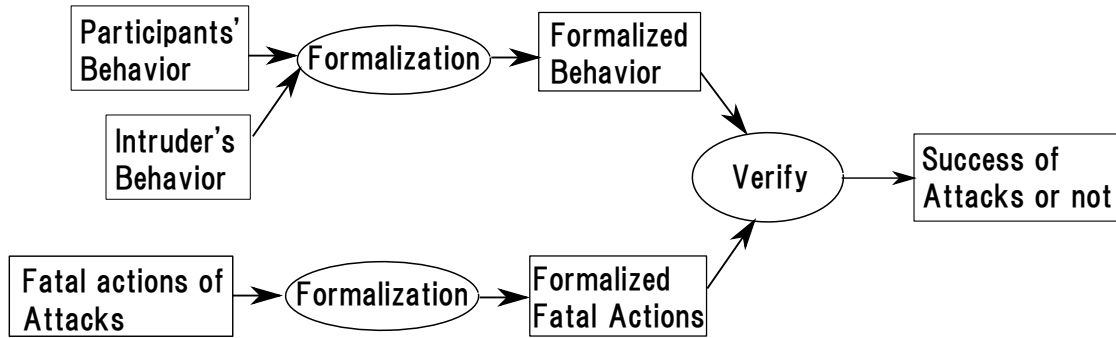 Participants'
Behavior
Formalization
Formalized
Behavior
Intruder's
Behavior
Verify
Success of
Attacks or not
Fatal actions of
Attacks
Formalization
Formalized
Fatal Actions